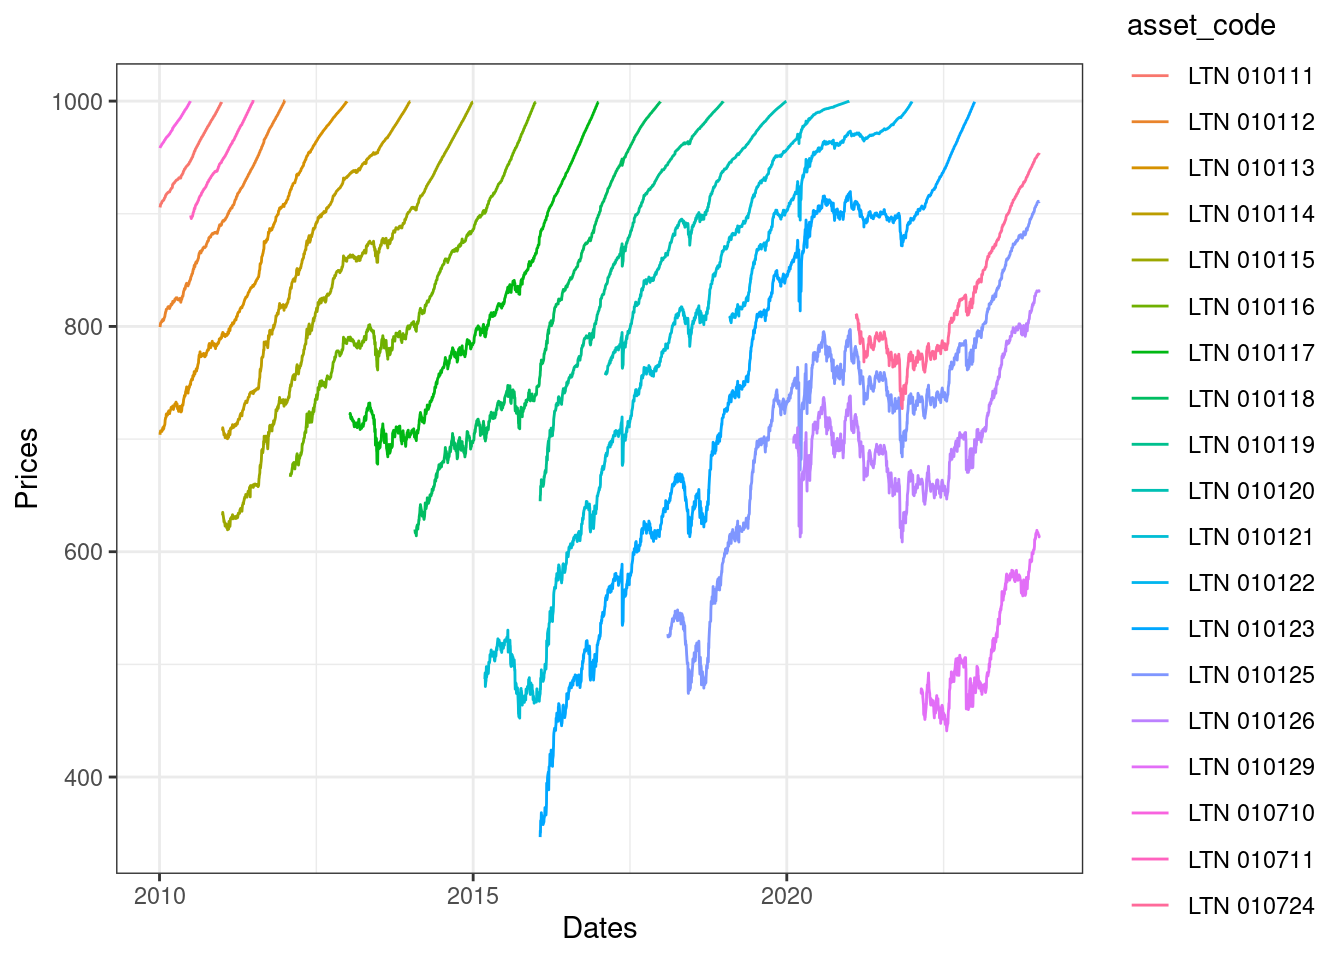 asset_code
LTN 010111
LTN 010112
LTN 010113
LTN 010114
LTN 010115
LTN 010116
LTN 010117
LTN 010118
LTN 010119
LTN 010120
LTN 010121
LTN 010122
LTN 010123
LTN 010125
LTN 010126
LTN 010129
LTN 010710
LTN 010711
LTN 010724
Prices
1000
800
600
400
2010
2015
2020
Dates